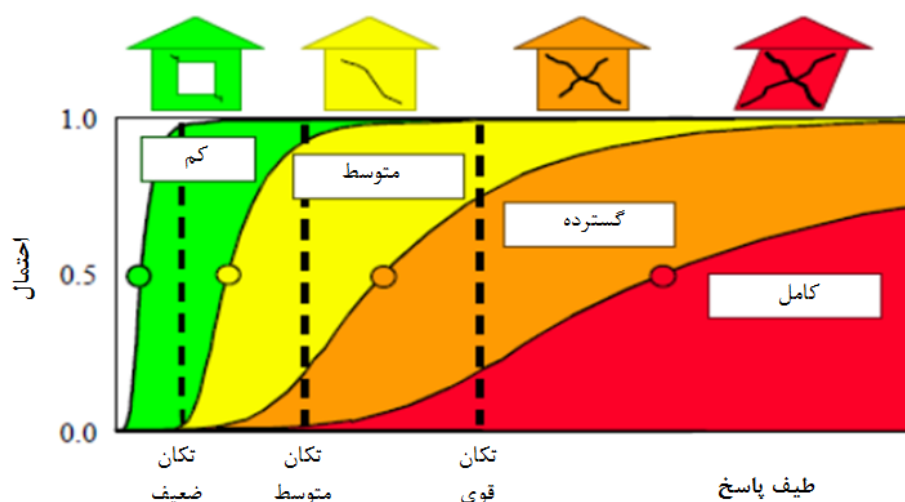 1.0
کم
متوسط
گسترده
0.5
احتمال
کامل
0.0
تکان
ضعیف
تکان
متوسط
تکان
قوی
طیف پاسخ